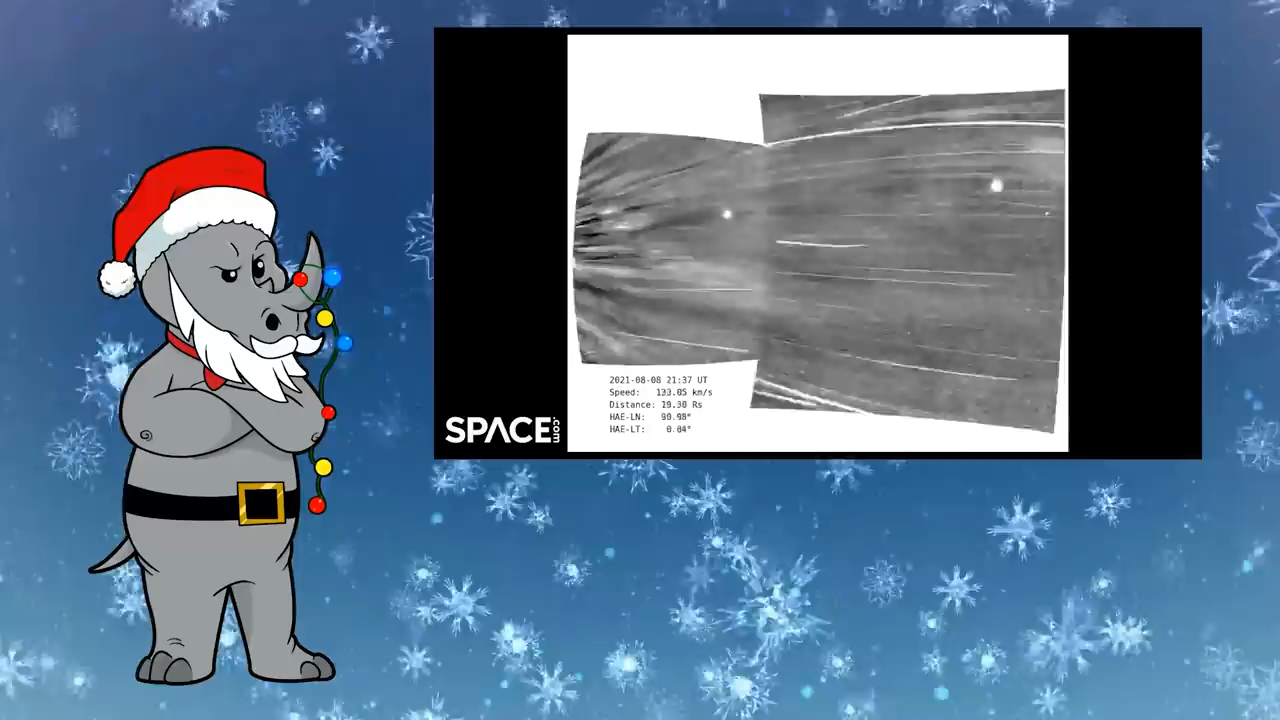 2021-08-08 21:37 UT
Speed: 133.05 km/s
Distance: 19.30 Rs
HAE-LN: 90.98°
HAE-LT: 0.04°
SPACE.com